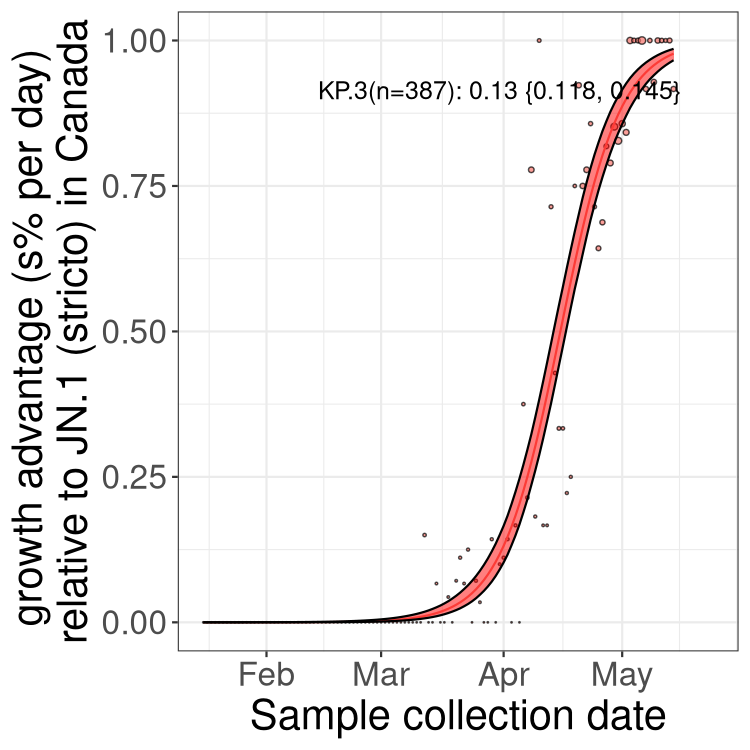 growth advantage (s% per day)
relative to JN.1 (stricto) in Canada
1.00
0.75
0.50
0.25
0.00
KP.3(n=387): 0.13 {0.118, 0.145}
Feb Mar Apr May
Sample collection date